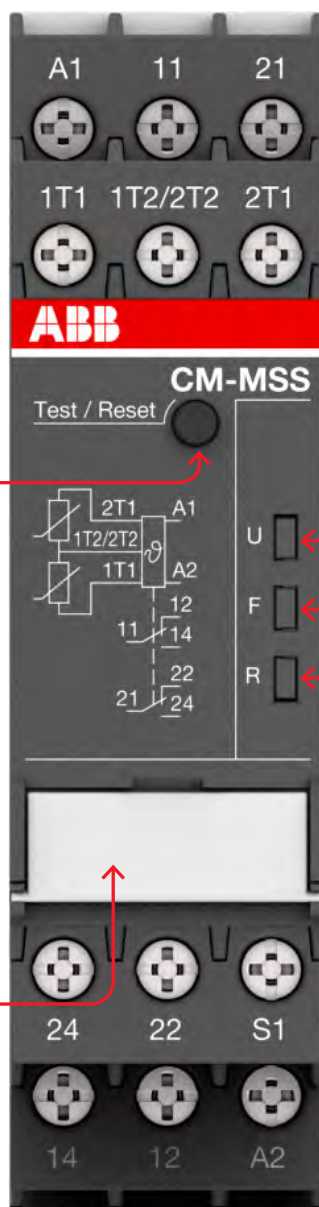 A1 11 21
1T1 1T2/2T2 2T1
ABB
CM-MSS
Test / Reset
2T1 A1
1T2/2T2 ϑ
1T1 A2
U
F
R
12
11 14
22
21 24
24 22 S1
14 12 A2